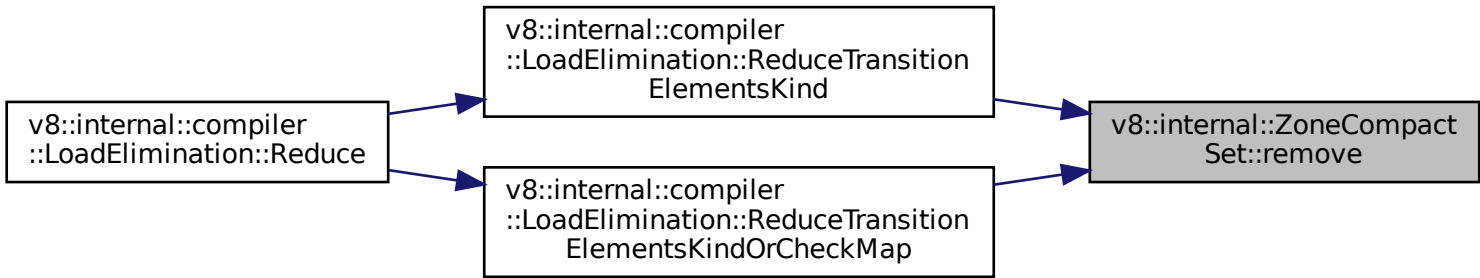 v8::internal::compiler
::LoadElimination::Reduce
v8::internal::compiler
::LoadElimination::ReduceTransition
ElementsKind
v8::internal::compiler
::LoadElimination::ReduceTransition
ElementsKindOrCheckMap
v8::internal::ZoneCompact
Set::remove